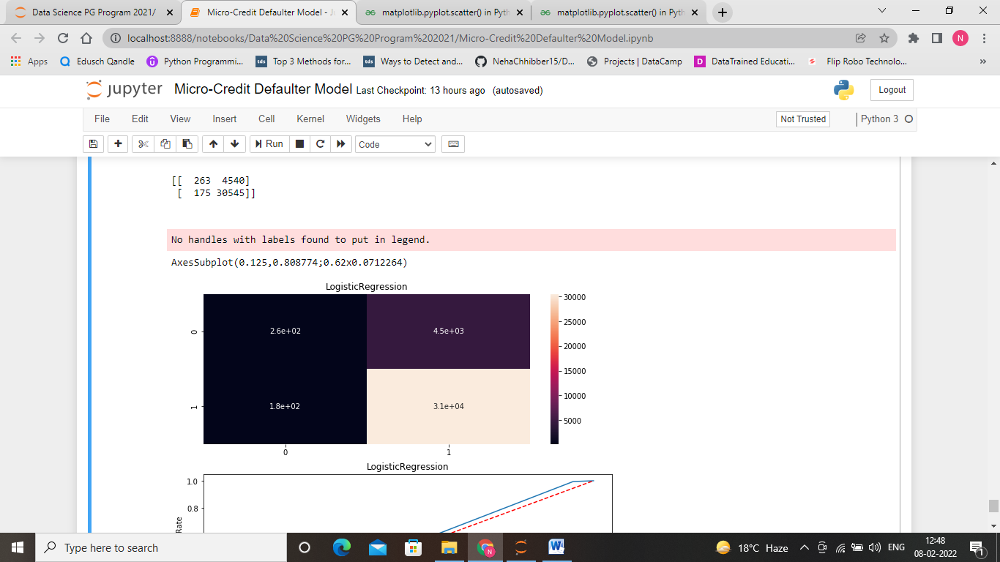 Data Science PG Program 2021/
Micro-Credit Defaulter Model - Ju
matplotlib.pyplot.scatter() in Pyth
matplotlib.pyplot.scatter() in Pyth
localhost:8888/notebooks/Data%20Science%20PG%20Program%202021/Micro-Credit%20Defaulter%20Model.ipynb
N
Apps
Edusch Qandle
Python Programmi...
tds
Top 3 Methods for...
tds
Ways to Detect and...
NehaChhibber15/D...
Projects | DataCamp
D
DataTrained Educati...
Flip Robo Technolo...
»
jupyter
Micro-Credit Defaulter Model Last Checkpoint: 13 hours ago (autosaved)
Logout
File Edit View Insert Cell Kernel Widgets Help
Not Trusted
Python 3
Run
Code
[[ 263 4540]
[ 175 30545]]
No handles with labels found to put in legend.
AxesSubplot(0.125,0.808774;0.62x0.0712264)
LogisticRegression
0
2.6e+02
4.5e+03
1
1.8e+02
3.1e+04
0
1
30000
25000
20000
15000
10000
5000
LogisticRegression
1.0
0.8
Rate
Type here to search
N
W
18°C Haze
ENG
12:48
08-02-2022
1